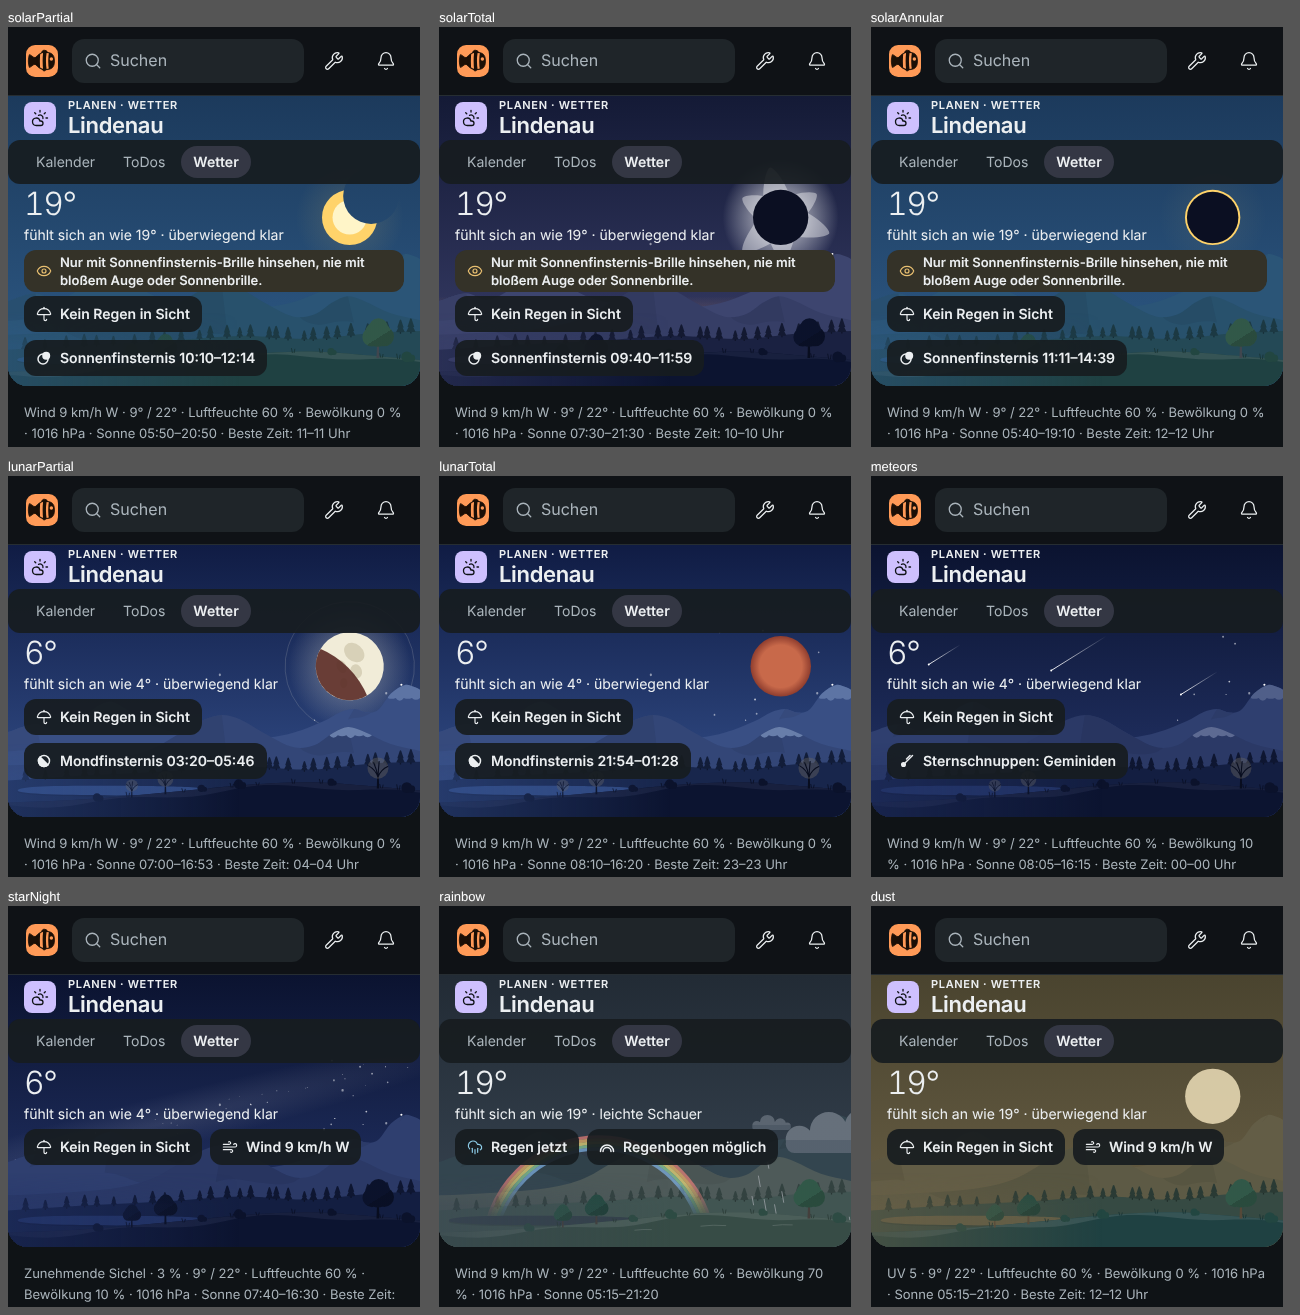 solarPartial
Suchen
PLANEN · WETTER
Lindenau
Kalender ToDos Wetter
19°
fühlt sich an wie 19° · überwiegend klar
Nur mit Sonnenfinsternis-Brille hinsehen, nie mit
bloßem Auge oder Sonnenbrille.
Kein Regen in Sicht
Sonnenfinsternis 10:10–12:14
Wind 9 km/h W · 9° / 22° · Luftfeuchte 60 % · Bewölkung 0 %
· 1016 hPa · Sonne 05:50–20:50 · Beste Zeit: 11–11 Uhr
solarTotal
Suchen
PLANEN · WETTER
Lindenau
Kalender ToDos Wetter
19°
fühlt sich an wie 19° · überwiegend klar
Nur mit Sonnenfinsternis-Brille hinsehen, nie mit
bloßem Auge oder Sonnenbrille.
Kein Regen in Sicht
Sonnenfinsternis 09:40–11:59
Wind 9 km/h W · 9° / 22° · Luftfeuchte 60 % · Bewölkung 0 %
· 1016 hPa · Sonne 07:30–21:30 · Beste Zeit: 10–10 Uhr
solarAnnular
Suchen
PLANEN · WETTER
Lindenau
Kalender ToDos Wetter
19°
fühlt sich an wie 19° · überwiegend klar
Nur mit Sonnenfinsternis-Brille hinsehen, nie mit
bloßem Auge oder Sonnenbrille.
Kein Regen in Sicht
Sonnenfinsternis 11:11–14:39
Wind 9 km/h W · 9° / 22° · Luftfeuchte 60 % · Bewölkung 0 %
· 1016 hPa · Sonne 05:40–19:10 · Beste Zeit: 12–12 Uhr
lunarPartial
Suchen
PLANEN · WETTER
Lindenau
Kalender ToDos Wetter
6°
fühlt sich an wie 4° · überwiegend klar
Kein Regen in Sicht
Mondfinsternis 03:20–05:46
Wind 9 km/h W · 9° / 22° · Luftfeuchte 60 % · Bewölkung 0 %
· 1016 hPa · Sonne 07:00–16:53 · Beste Zeit: 04–04 Uhr
lunarTotal
Suchen
PLANEN · WETTER
Lindenau
Kalender ToDos Wetter
6°
fühlt sich an wie 4° · überwiegend klar
Kein Regen in Sicht
Mondfinsternis 21:54–01:28
Wind 9 km/h W · 9° / 22° · Luftfeuchte 60 % · Bewölkung 0 %
· 1016 hPa · Sonne 08:10–16:20 · Beste Zeit: 23–23 Uhr
meteors
Suchen
PLANEN · WETTER
Lindenau
Kalender ToDos Wetter
6°
fühlt sich an wie 4° · überwiegend klar
Kein Regen in Sicht
Sternschnuppen: Geminiden
Wind 9 km/h W · 9° / 22° · Luftfeuchte 60 % · Bewölkung 10
% · 1016 hPa · Sonne 08:05–16:15 · Beste Zeit: 00–00 Uhr
starNight
Suchen
PLANEN · WETTER
Lindenau
Kalender ToDos Wetter
6°
fühlt sich an wie 4° · überwiegend klar
Kein Regen in Sicht Wind 9 km/h W
Zunehmende Sichel · 3 % · 9° / 22° · Luftfeuchte 60 % ·
Bewölkung 10 % · 1016 hPa · Sonne 07:40–16:30 · Beste Zeit:
rainbow
Suchen
PLANEN · WETTER
Lindenau
Kalender ToDos Wetter
19°
fühlt sich an wie 19° · leichte Schauer
Regen jetzt Regenbogen möglich
Wind 9 km/h W · 9° / 22° · Luftfeuchte 60 % · Bewölkung 70
% · 1016 hPa · Sonne 05:15–21:20
dust
Suchen
PLANEN · WETTER
Lindenau
Kalender ToDos Wetter
19°
fühlt sich an wie 19° · überwiegend klar
Kein Regen in Sicht Wind 9 km/h W
UV 5 · 9° / 22° · Luftfeuchte 60 % · Bewölkung 0 % · 1016 hPa
· Sonne 05:15–21:20 · Beste Zeit: 12–12 Uhr